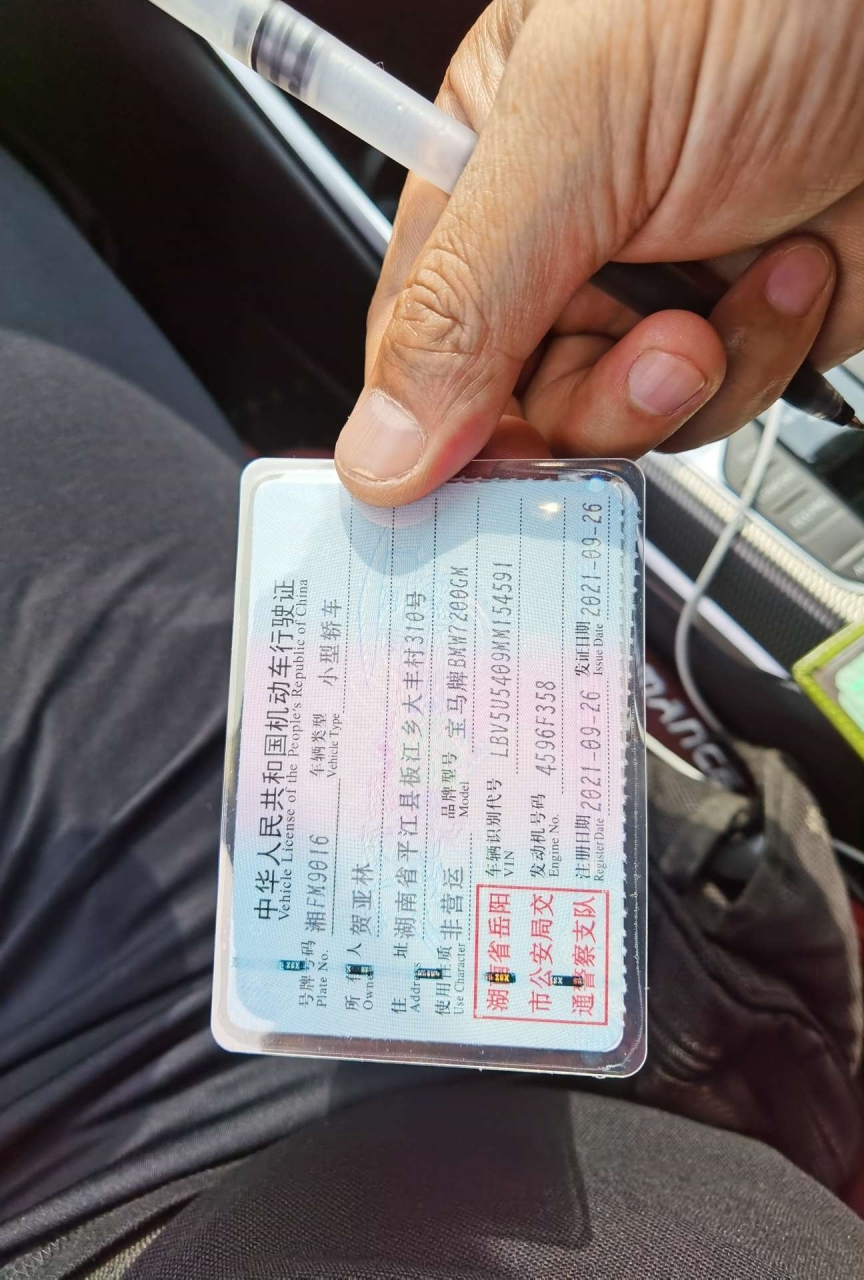 中华人民共和国机动车行驶证
Vehicle License of the People's Republic of China
号牌号码 湘FM9016 车辆类型 小型轿车
Plate No. Vehicle Type
所 人 贺亚林
Owner
住 址 湖南省平江县板江乡大丰村310号
Address
使用性质 非营运 品牌型号 宝马牌BMW7200GM
Use Character Model
湖南省岳阳
市公安局交
通警察支队
车辆识别代号 LBV5U5409MM154591
VIN
发动机号码 4596F358
Engine No.
注册日期 2021-09-26 发证日期 2021-09-26
Register Date Issue Date